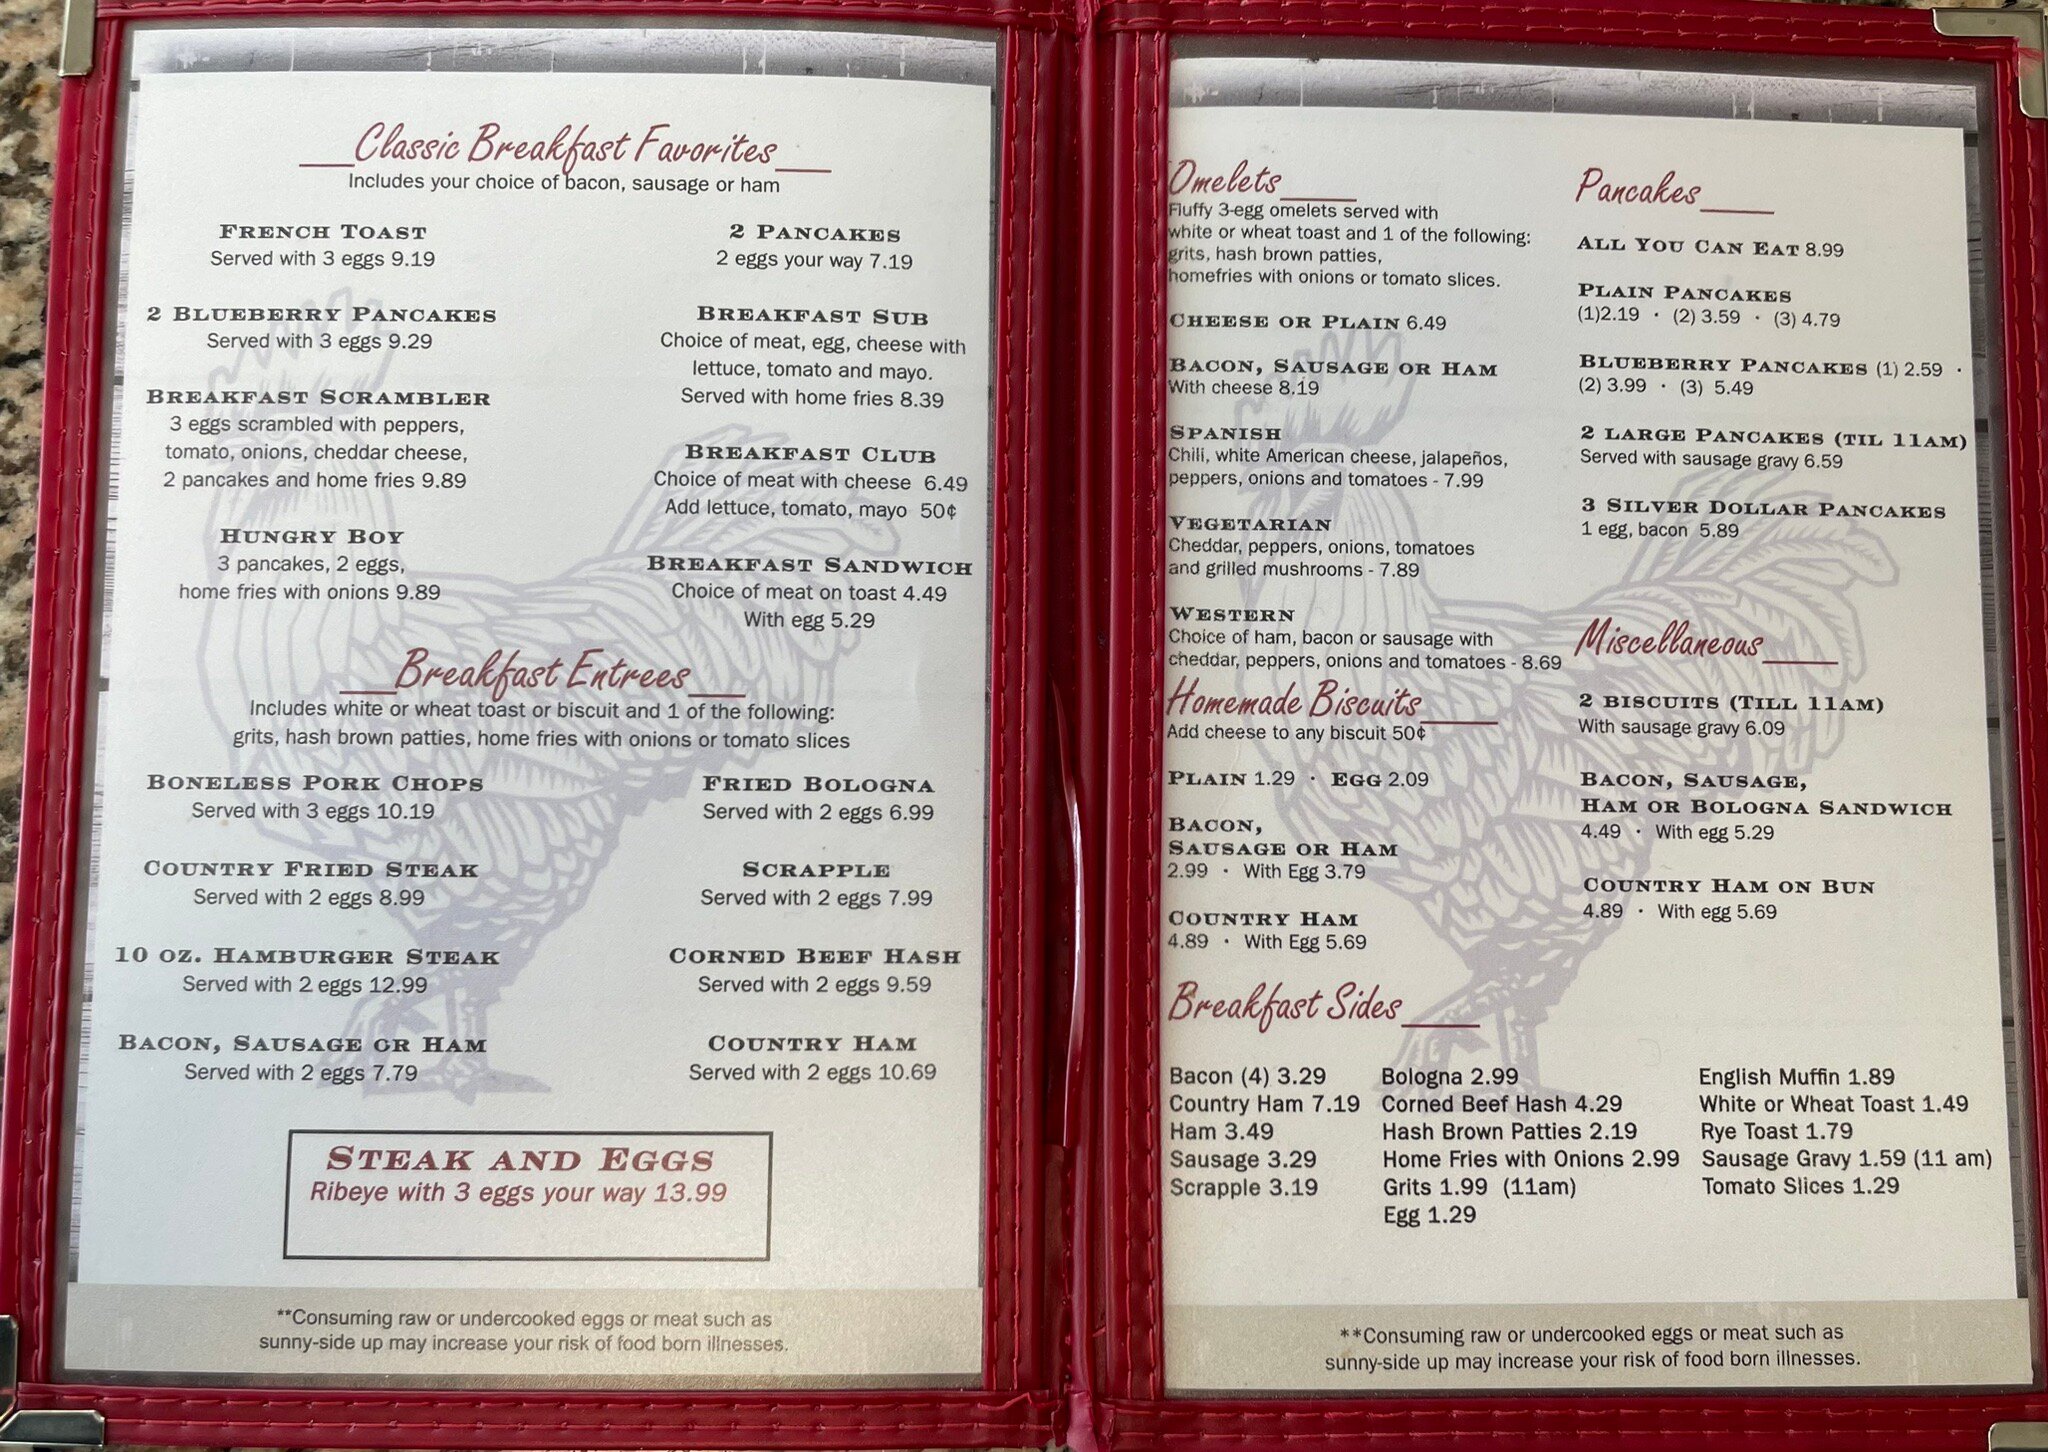 Classic Breakfast Favorites
Includes your choice of bacon, sausage or ham
French Toast
Served with 3 eggs 9.19
2 Blueberry Pancakes
Served with 3 eggs 9.29
Breakfast Scrambler
3 eggs scrambled with peppers,
tomato, onions, cheddar cheese,
2 pancakes and home fries 9.89
Hungry Boy
3 pancakes, 2 eggs,
home fries with onions 9.89
2 Pancakes
2 eggs your way 7.19
Breakfast Sub
Choice of meat, egg, cheese with
lettuce, tomato and mayo.
Served with home fries 8.39
Breakfast Club
Choice of meat with cheese 6.49
Add lettuce, tomato, mayo 50¢
Breakfast Sandwich
Choice of meat on toast 4.49
With egg 5.29
Breakfast Entrees
Includes white or wheat toast or biscuit and 1 of the following:
grits, hash brown patties, home fries with onions or tomato slices
Boneless Pork Chops
Served with 3 eggs 10.19
Country Fried Steak
Served with 2 eggs 8.99
10 oz. Hamburger Steak
Served with 2 eggs 12.99
Bacon, Sausage or Ham
Served with 2 eggs 7.79
Fried Bologna
Served with 2 eggs 6.99
Scrapple
Served with 2 eggs 7.99
Corned Beef Hash
Served with 2 eggs 9.59
Country Ham
Served with 2 eggs 10.69
Steak and Eggs
Ribeye with 3 eggs your way 13.99
**Consuming raw or undercooked eggs or meat such as
sunny-side up may increase your risk of food born illnesses.
Omelets
Fluffy 3-egg omelets served with
white or wheat toast and 1 of the following:
grits, hash brown patties,
homefries with onions or tomato slices.
Cheese or Plain 6.49
Bacon, Sausage or Ham
With cheese 8.19
Spanish
Chili, white American cheese, jalapeños,
peppers, onions and tomatoes - 7.99
Vegetarian
Cheddar, peppers, onions, tomatoes
and grilled mushrooms - 7.89
Western
Choice of ham, bacon or sausage with
cheddar, peppers, onions and tomatoes - 8.69
Homemade Biscuits
Add cheese to any biscuit 50¢
Plain 1.29 · Egg 2.09
Bacon,
Sausage or Ham
2.99 · With Egg 3.79
Country Ham
4.89 · With Egg 5.69
Pancakes
All You Can Eat 8.99
Plain Pancakes
(1)2.19 · (2) 3.59 · (3) 4.79
Blueberry Pancakes (1) 2.59 ·
(2) 3.99 · (3) 5.49
2 Large Pancakes (til 11am)
Served with sausage gravy 6.59
3 Silver Dollar Pancakes
1 egg, bacon 5.89
Miscellaneous
2 biscuits (Till 11am)
With sausage gravy 6.09
Bacon, Sausage,
Ham or Bologna Sandwich
4.49 · With egg 5.29
Country Ham on Bun
4.89 · With egg 5.69
Breakfast Sides
Bacon (4) 3.29
Country Ham 7.19
Ham 3.49
Sausage 3.29
Scrapple 3.19
Bologna 2.99
Corned Beef Hash 4.29
Hash Brown Patties 2.19
Home Fries with Onions 2.99
Grits 1.99 (11am)
Egg 1.29
English Muffin 1.89
White or Wheat Toast 1.49
Rye Toast 1.79
Sausage Gravy 1.59 (11 am)
Tomato Slices 1.29
**Consuming raw or undercooked eggs or meat such as
sunny-side up may increase your risk of food born illnesses.